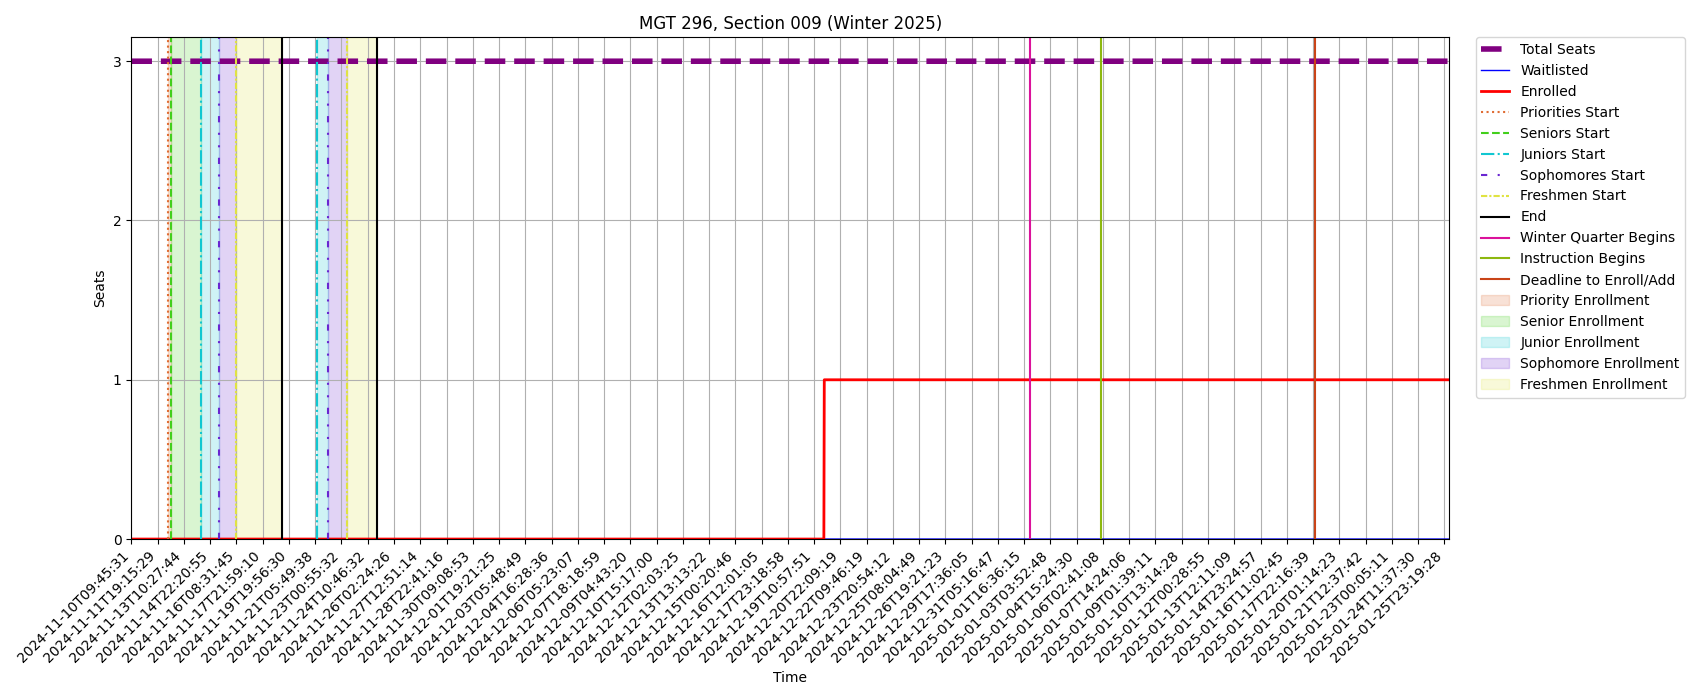 MGT 296, Section 009 (Winter 2025)
Seats
3
2
1
0
2024-11-10T09:45:31
2024-11-11T19:15:29
2024-11-13T10:27:44
2024-11-14T22:20:55
2024-11-16T08:31:45
2024-11-17T21:59:10
2024-11-19T19:56:30
2024-11-21T05:49:38
2024-11-23T00:55:32
2024-11-24T10:46:32
2024-11-26T02:24:26
2024-11-27T12:51:14
2024-11-28T22:41:16
2024-11-30T09:08:53
2024-12-01T19:21:25
2024-12-03T05:48:49
2024-12-04T16:28:36
2024-12-06T05:23:07
2024-12-07T18:18:59
2024-12-09T04:43:20
2024-12-10T15:17:00
2024-12-12T02:03:25
2024-12-13T13:13:22
2024-12-15T00:20:46
2024-12-16T12:01:05
2024-12-17T23:18:58
2024-12-19T10:57:51
2024-12-20T22:09:19
2024-12-22T09:46:19
2024-12-23T20:54:12
2024-12-25T08:04:49
2024-12-26T19:21:23
2024-12-29T17:36:05
2024-12-31T05:16:47
2025-01-01T16:36:15
2025-01-03T03:52:48
2025-01-04T15:24:30
2025-01-06T02:41:08
2025-01-07T14:24:06
2025-01-09T01:39:11
2025-01-10T13:14:28
2025-01-12T00:28:55
2025-01-13T12:11:09
2025-01-14T23:24:57
2025-01-16T11:02:45
2025-01-17T22:16:39
2025-01-20T01:14:23
2025-01-21T12:37:42
2025-01-23T00:05:11
2025-01-24T11:37:30
2025-01-25T23:19:28
Time
Total Seats
Waitlisted
Enrolled
Priorities Start
Seniors Start
Juniors Start
Sophomores Start
Freshmen Start
End
Winter Quarter Begins
Instruction Begins
Deadline to Enroll/Add
Priority Enrollment
Senior Enrollment
Junior Enrollment
Sophomore Enrollment
Freshmen Enrollment